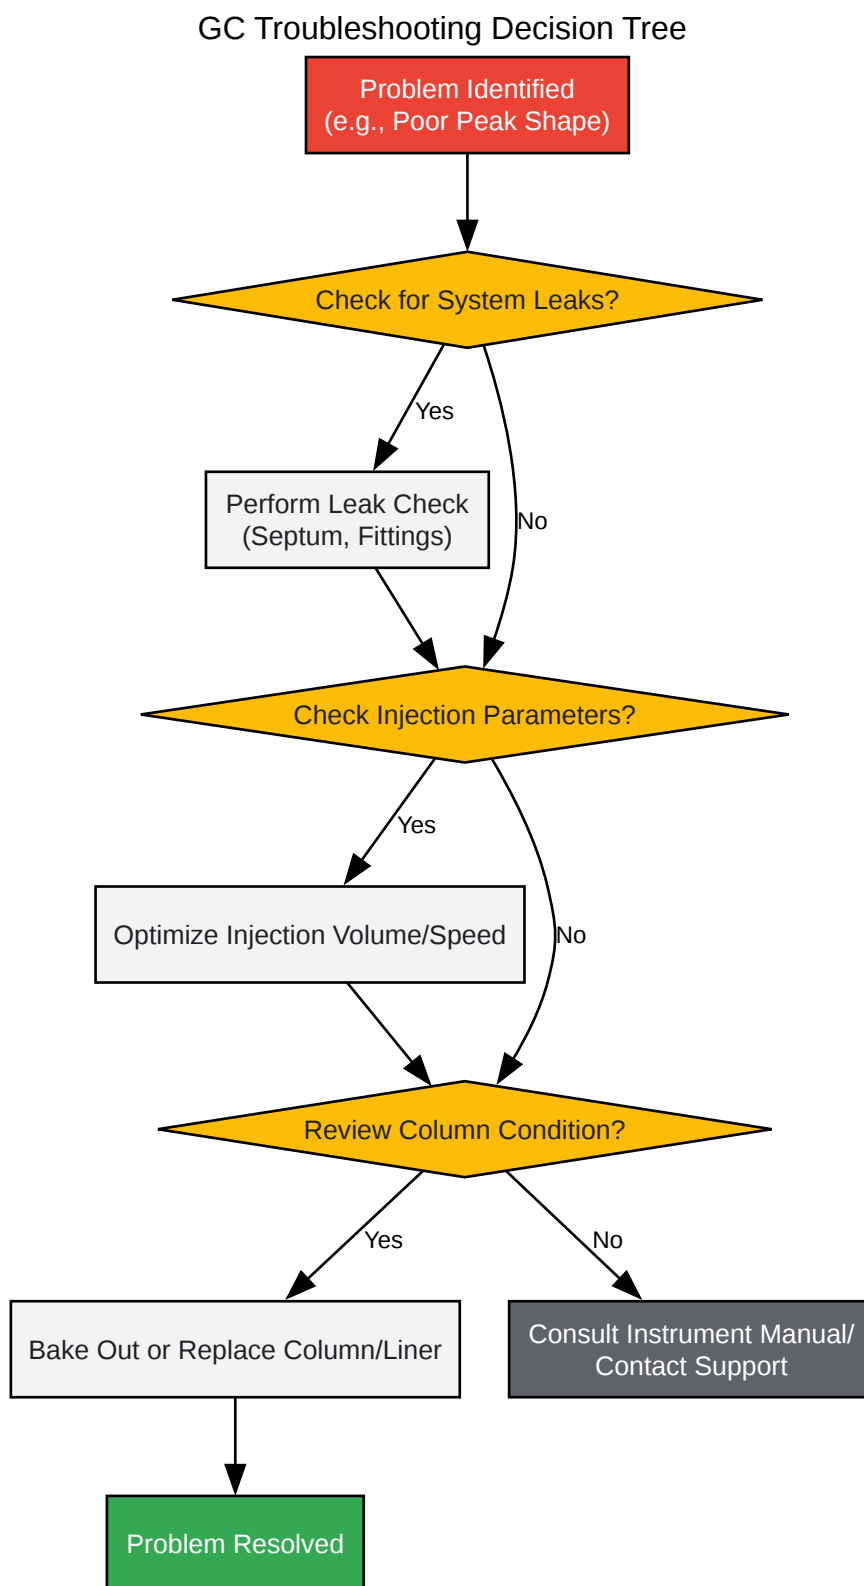 GC Troubleshooting Decision Tree
Problem Identified
(e.g., Poor Peak Shape)
Check for System Leaks?
Yes
Perform Leak Check
(Septum, Fittings)
No
Check Injection Parameters?
Yes
Optimize Injection Volume/Speed
No
Review Column Condition?
Yes
No
Bake Out or Replace Column/Liner
Consult Instrument Manual/
Contact Support
Problem Resolved